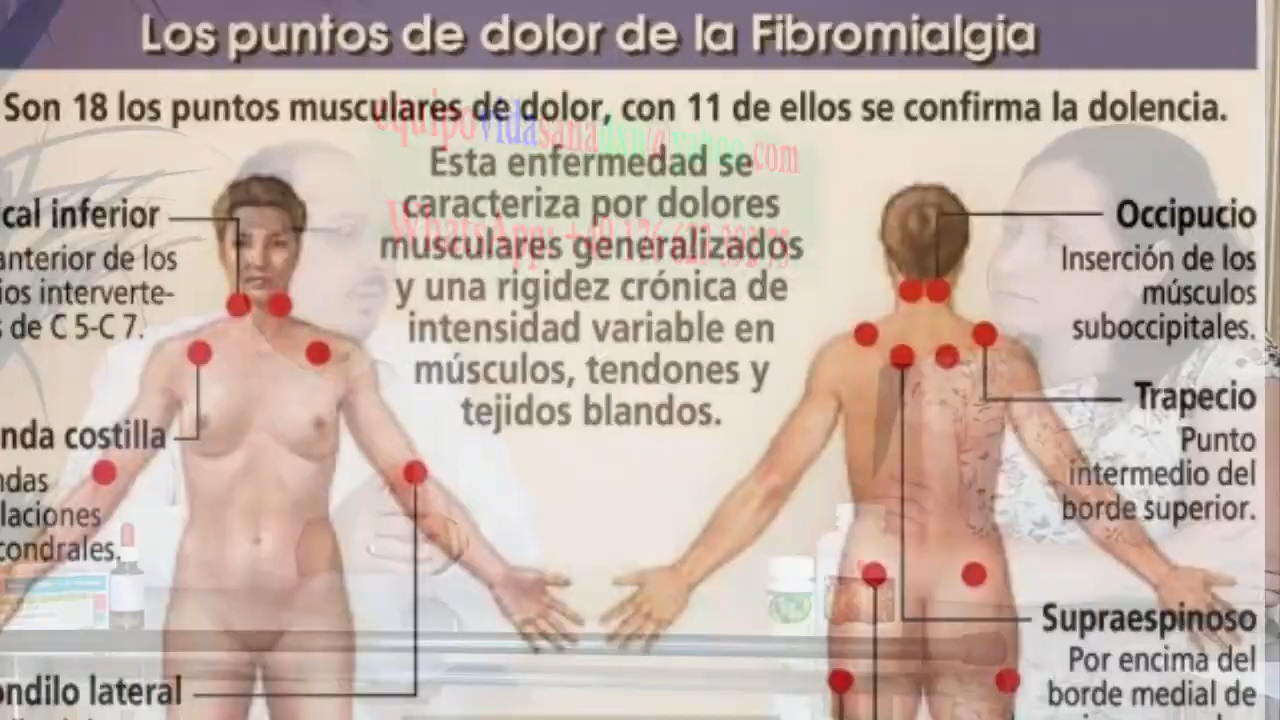 Los puntos de dolor de la Fibromialgia
Son 18 los puntos musculares de dolor, con 11 de ellos se confirma la dolencia.
Esta enfermedad se
caracteriza por dolores
musculares generalizados
y una rigidez crónica de
intensidad variable en
músculos, tendones y
tejidos blandos.
cal inferior
anterior de los
ios interverte-
s de C 5-C 7.
nda costilla
ndas
laciones
condrales.
ondilo lateral
Occipucio
Inserción de los
músculos
suboccipitales.
Trapecio
Punto
intermedio del
borde superior.
Supraespinoso
Por encima del
borde medial de